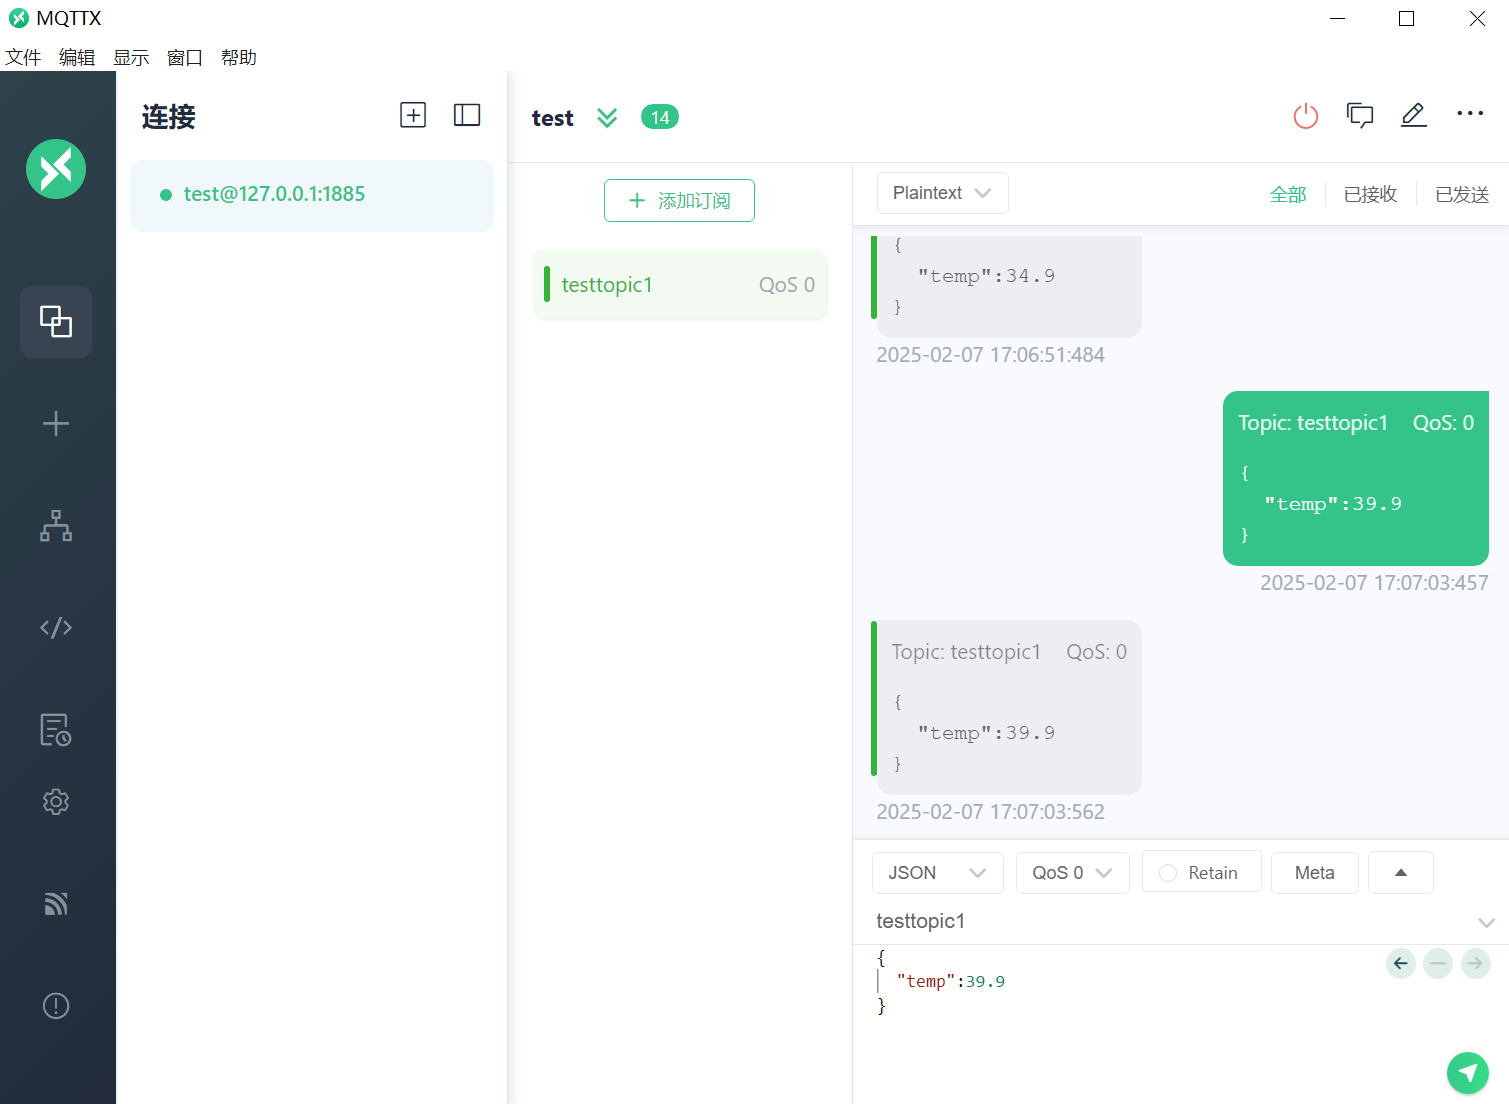 MQTTX
文件 编辑 显示 窗口 帮助
连接
test@127.0.0.1:1885
test 14
添加订阅
testtopic1 QoS 0
Plaintext
全部 已接收 已发送
{
"temp":34.9
}
2025-02-07 17:06:51:484
Topic: testtopic1 QoS: 0
{
"temp":39.9
}
2025-02-07 17:07:03:457
Topic: testtopic1 QoS: 0
{
"temp":39.9
}
2025-02-07 17:07:03:562
JSON QoS 0 Retain Meta
testtopic1
{
"temp":39.9
}